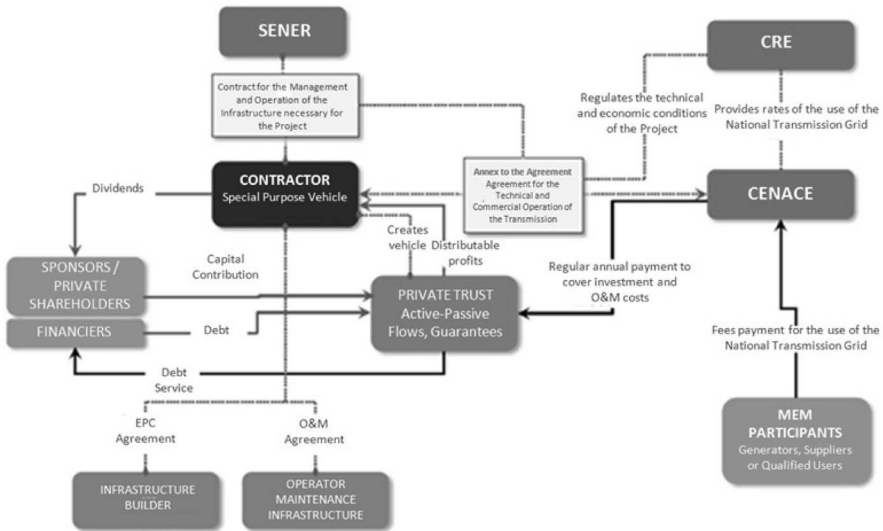 SENER
CRE
Contract for the Management
and Operation of the
Infrastructure necessary for
the Project
Regulates the technical
and economic conditions
of the Project
Provides rates of the use of the
National Transmission Grid
CONTRACTOR
Special Purpose Vehicle
Annex to the Agreement
Agreement for the
Technical and
Commercial Operation of
the Transmission
CENACE
Dividends
Creates
vehicle
Distributable
profits
Capital
Contribution
Regular annual payment to
cover investment and
O&M costs
SPONSORS /
PRIVATE
SHAREHOLDERS
FINANCIERS
Debt
PRIVATE TRUST
Active-Passive
Flows, Guarantees
Fees payment for the use of the
National Transmission Grid
Debt
Service
EPC
Agreement
O&M
Agreement
MEM
PARTICIPANTS
Generators, Suppliers
or Qualified Users
INFRASTRUCTURE
BUILDER
OPERATOR
MAINTENANCE
INFRASTRUCTURE